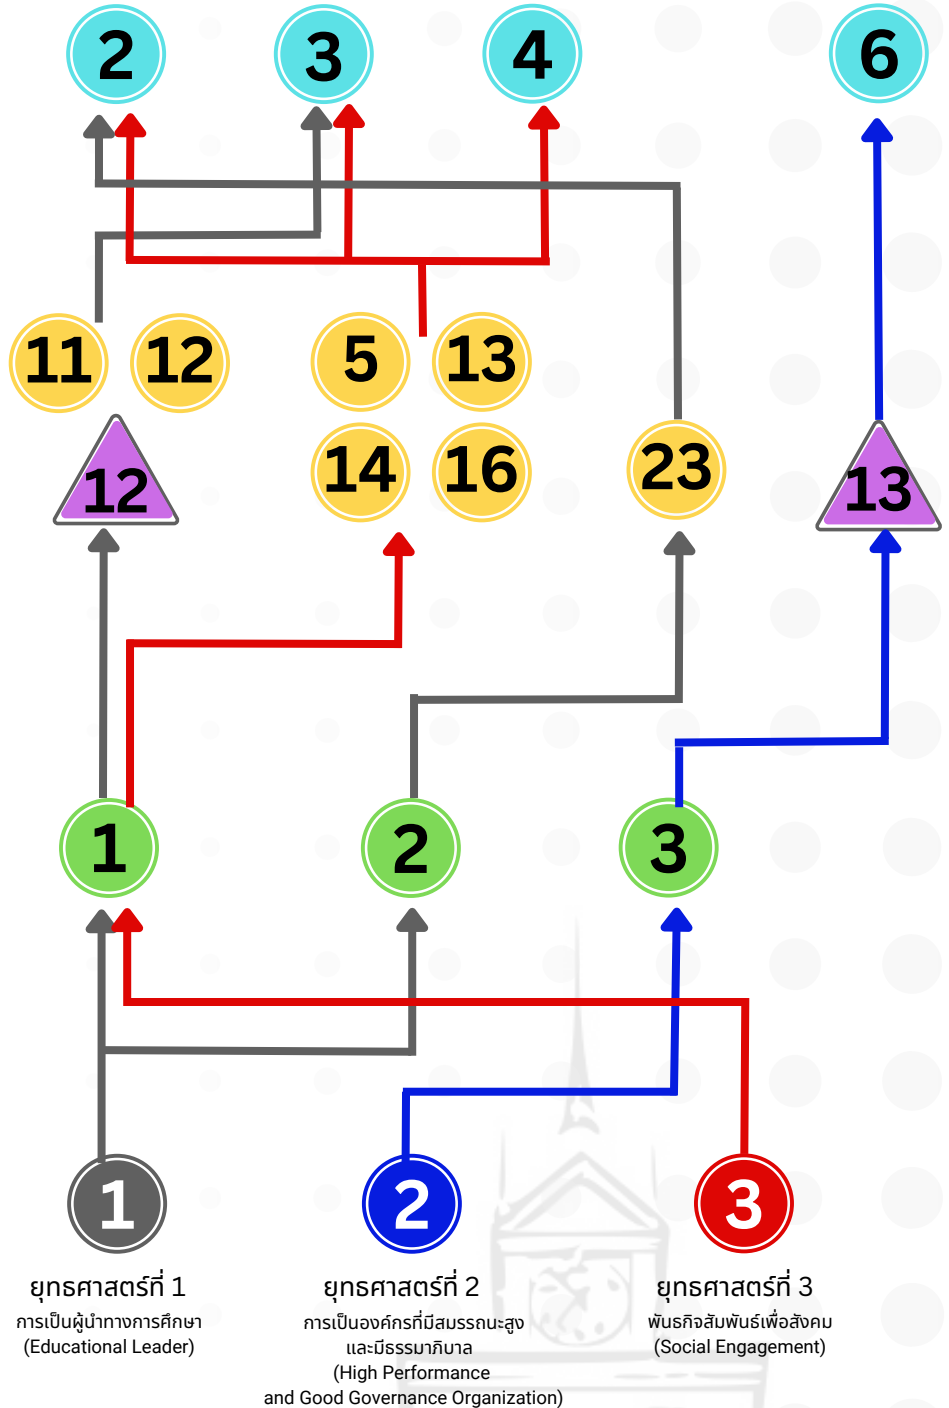 2 3 4 6
11 12 5 13
14 16 23
12 13
1 2 3
1 2 3
ยุทธศาสตร์ที่ 1
การเป็นผู้นำทางการศึกษา
(Educational Leader)
ยุทธศาสตร์ที่ 2
การเป็นองค์กรที่มีสมรรถนะสูง
และมีธรรมาภิบาล
(High Performance
and Good Governance Organization)
ยุทธศาสตร์ที่ 3
พันธกิจสัมพันธ์เพื่อสังคม
(Social Engagement)